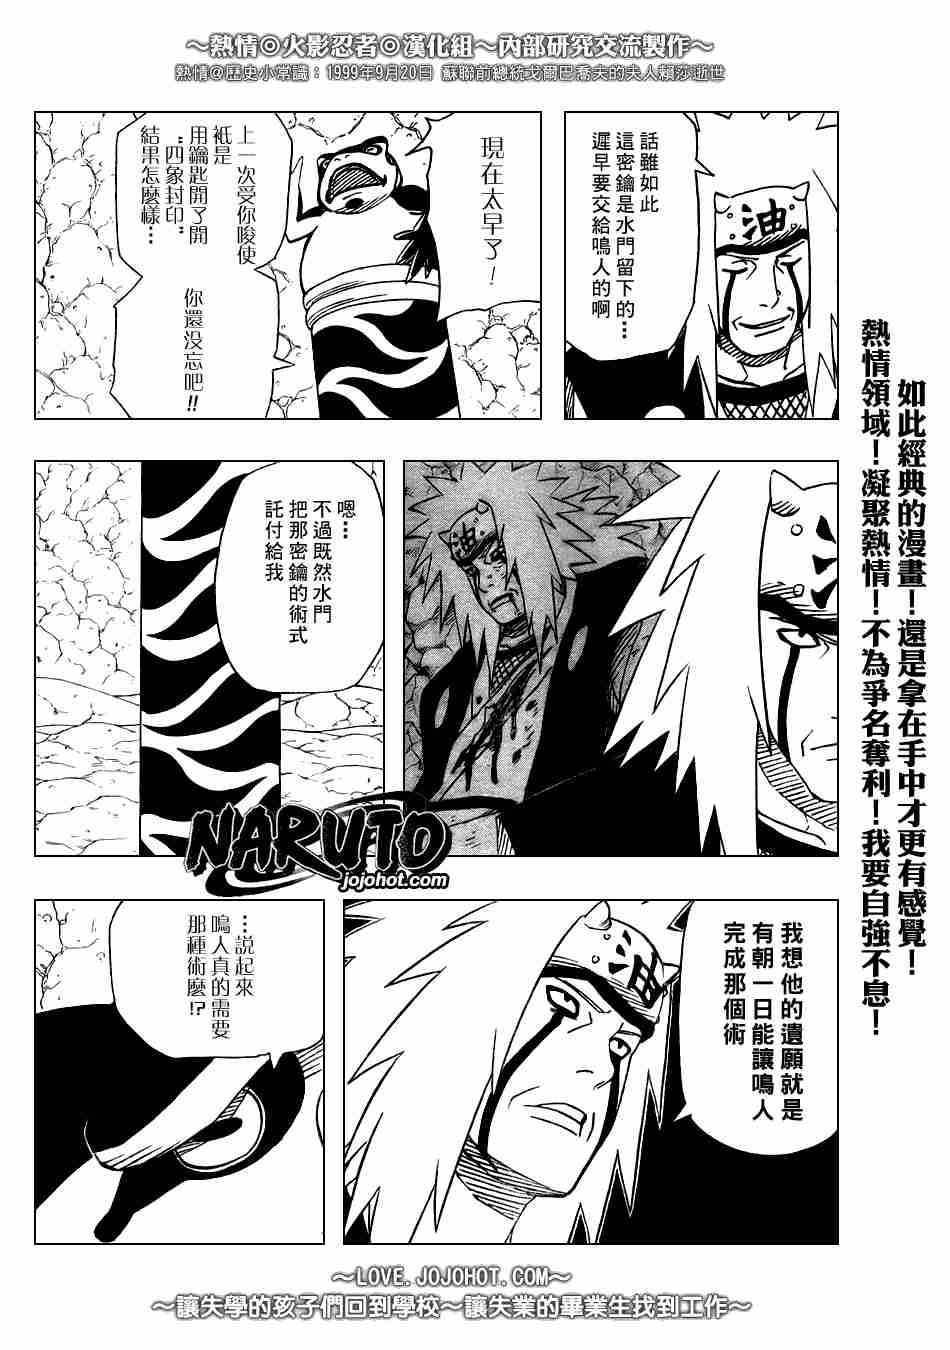 ～熱情◎火影忍者◎漢化組～內部研究交流製作～
熱情@歷史小常識：1999年9月20日 蘇聯前總統戈爾巴喬夫的夫人賴莎逝世
話雖如此
這密鑰是水門留下的…
遲早要交給鳴人的啊
油
現在太早了！
上一次受你唆使
衹是
用鑰匙開了開
"四象封印"
結果怎麼樣…
你還没忘吧!!
油
嗯…
不過既然水門
把那密鑰的術式
託付給我
NARUTO
jojohot.com
我想他的遺願就是
有朝一日能讓鳴人
完成那個術
油
…說起來
鳴人真的需要
那種術麼!?
如此經典的漫畫！還是拿在手中才更有感覺！
熱情領域！凝聚熱情！不為爭名奪利！我要自強不息！
～LOVE.JOJOHOT.COM～
～讓失學的孩子們回到學校～讓失業的畢業生找到工作～